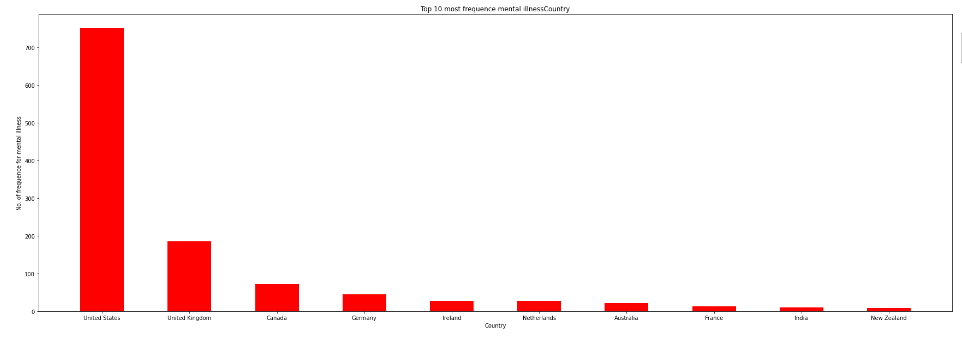 Top 10 most frequence mental illnessCountry
No. of frequence for mental illness
700
600
500
400
300
200
100
0
United States United Kingdom Canada Germany Ireland Netherlands Australia France India New Zealand
Country